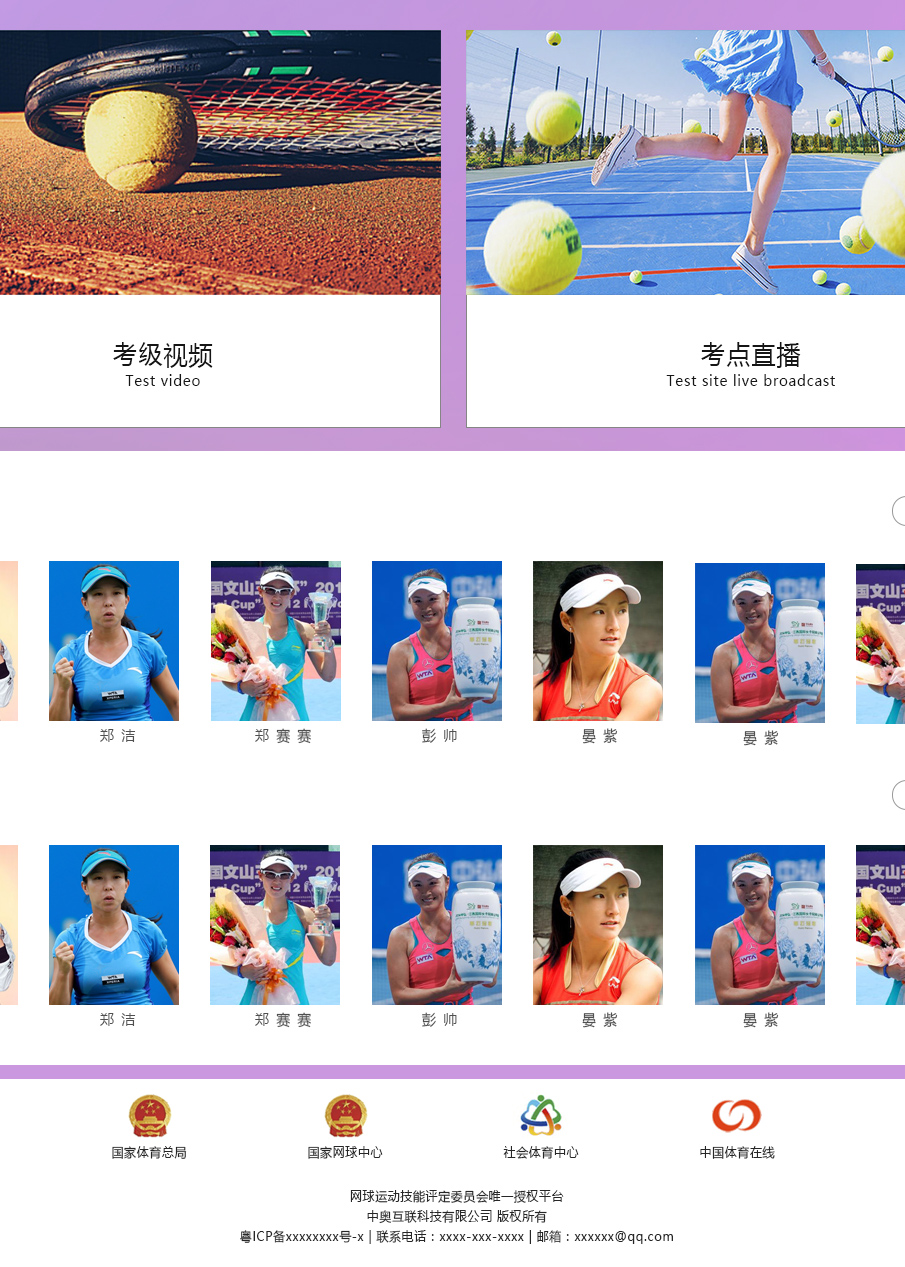 考级视频
Test video
考点直播
Test site live broadcast
郑 洁
郑 赛 赛
彭 帅
晏 紫
晏 紫
郑 洁
郑 赛 赛
彭 帅
晏 紫
晏 紫
国家体育总局
国家网球中心
社会体育中心
中国体育在线
网球运动技能评定委员会唯一授权平台
中奥互联科技有限公司 版权所有
粤ICP备xxxxxxxx号-x | 联系电话：xxxx-xxx-xxxx | 邮箱：xxxxxx@qq.com